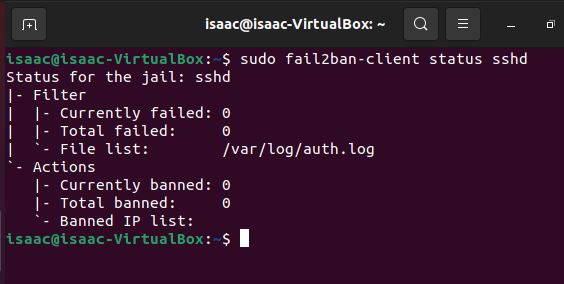 isaac@isaac-VirtualBox: ~
isaac@isaac-VirtualBox:~$ sudo fail2ban-client status sshd
Status for the jail: sshd
|- Filter
|  |- Currently failed: 0
|  |- Total failed:     0
|  `- File list:        /var/log/auth.log
`- Actions
   |- Currently banned: 0
   |- Total banned:     0
   `- Banned IP list:
isaac@isaac-VirtualBox:~$